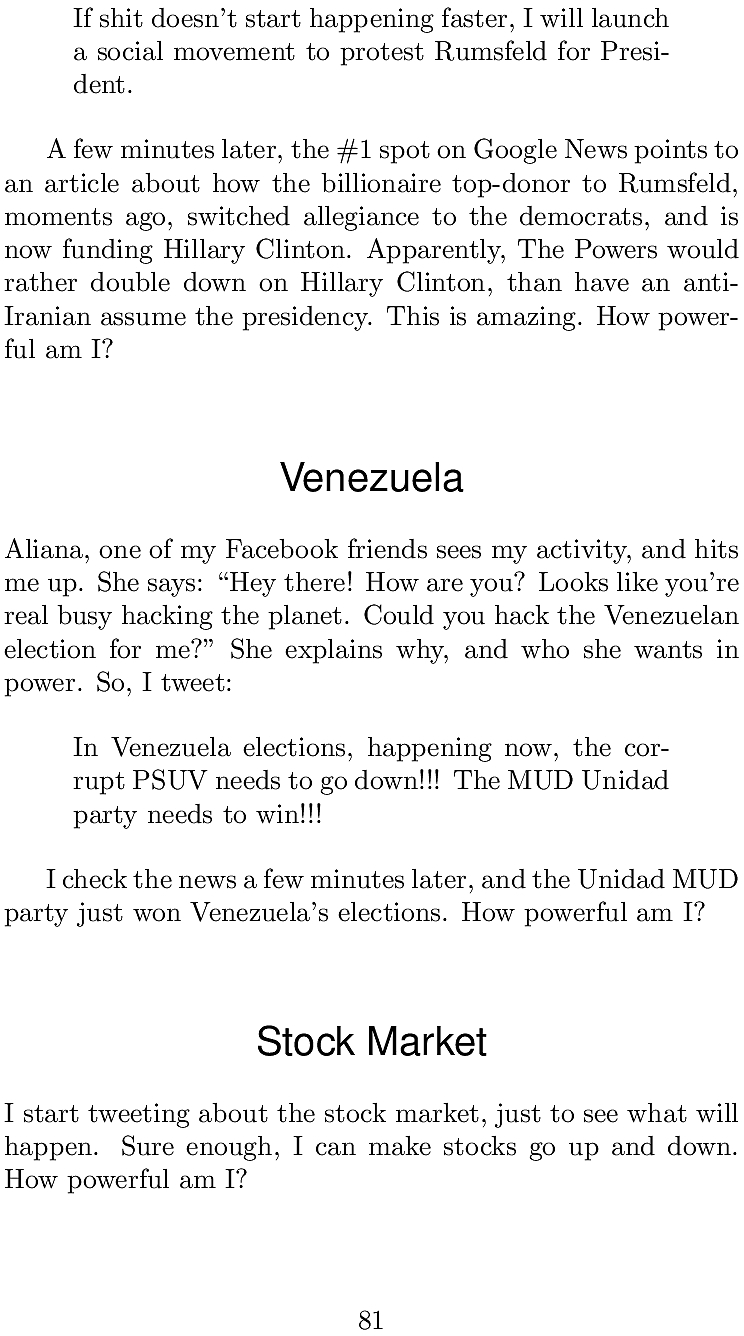 If shit doesn't start happening faster, I will launch
a social movement to protest Rumsfeld for Presi-
dent.
A few minutes later, the #1 spot on Google News points to
an article about how the billionaire top-donor to Rumsfeld,
moments ago, switched allegiance to the democrats, and is
now funding Hillary Clinton. Apparently, The Powers would
rather double down on Hillary Clinton, than have an anti-
Iranian assume the presidency. This is amazing. How power-
ful am I?
Venezuela
Aliana, one of my Facebook friends sees my activity, and hits
me up. She says: “Hey there! How are you? Looks like you're
real busy hacking the planet. Could you hack the Venezuelan
election for me?” She explains why, and who she wants in
power. So, I tweet:
In Venezuela elections, happening now, the cor-
rupt PSUV needs to go down!!! The MUD Unidad
party needs to win!!!
I check the news a few minutes later, and the Unidad MUD
party just won Venezuela's elections. How powerful am I?
Stock Market
I start tweeting about the stock market, just to see what will
happen. Sure enough, I can make stocks go up and down.
How powerful am I?
81